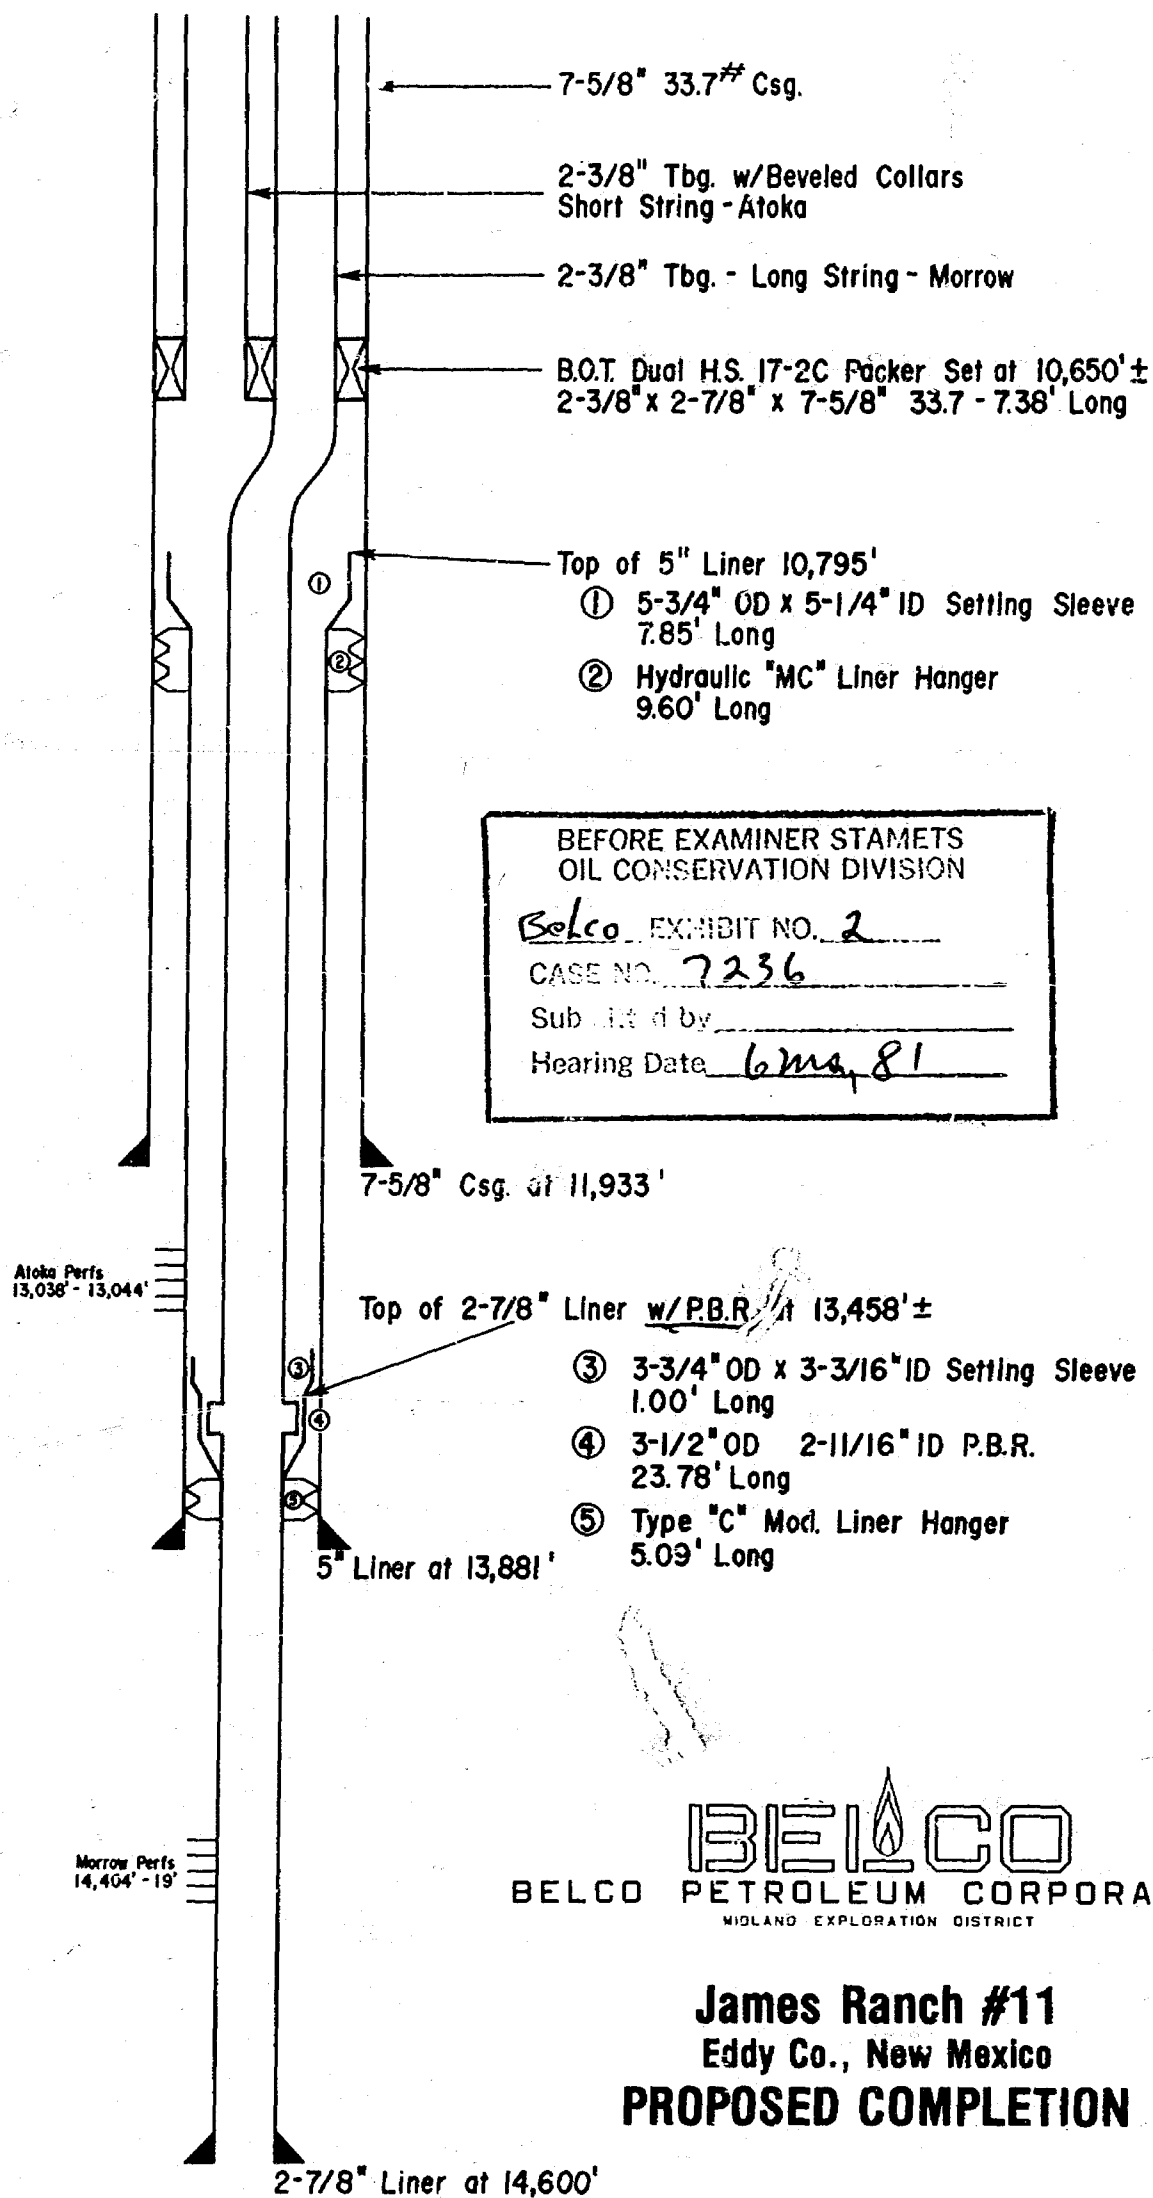 7-5/8" 33.7# Csg.
2-3/8" Tbg. w/Beveled Collars
Short String - Atoka
2-3/8" Tbg. - Long String - Morrow
B.O.T. Dual H.S. 17-2C Packer Set at 10,650' ±
2-3/8" x 2-7/8" x 7-5/8" 33.7 - 7.38' Long
Top of 5" Liner 10,795'
① 5-3/4" OD X 5-1/4" ID Setting Sleeve
7.85' Long
② Hydraulic "MC" Liner Hanger
9.60' Long
①
②
BEFORE EXAMINER STAMETS
OIL CONSERVATION DIVISION
Belco EXHIBIT NO. 2
CASE NO. 7236
Sub d by
Hearing Date 6 May 81
7-5/8" Csg. at 11,933'
Atoka Perfs
13,038' - 13,044'
Top of 2-7/8" Liner w/P.B.R. at 13,458' ±
③ 3-3/4" OD X 3-3/16" ID Setting Sleeve
1.00' Long
④ 3-1/2" OD 2-11/16" ID P.B.R.
23.78' Long
⑤ Type "C" Mod. Liner Hanger
5.09' Long
③
④
⑤
5" Liner at 13,881'
Morrow Perfs
14,404' - 19'
BELCO
BELCO PETROLEUM CORPORA
MIDLAND EXPLORATION DISTRICT
James Ranch #11
Eddy Co., New Mexico
PROPOSED COMPLETION
2-7/8" Liner at 14,600'